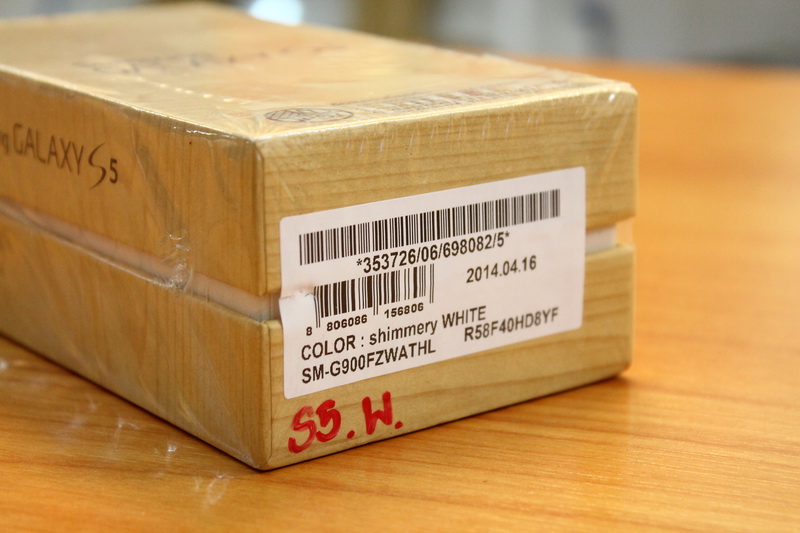 GALAXY S5
*353726/06/698082/5*
2014.04.16
8 806086 156806
COLOR : shimmery WHITE
R58F40HD8YF
SM-G900FZWATHL
S5.W.